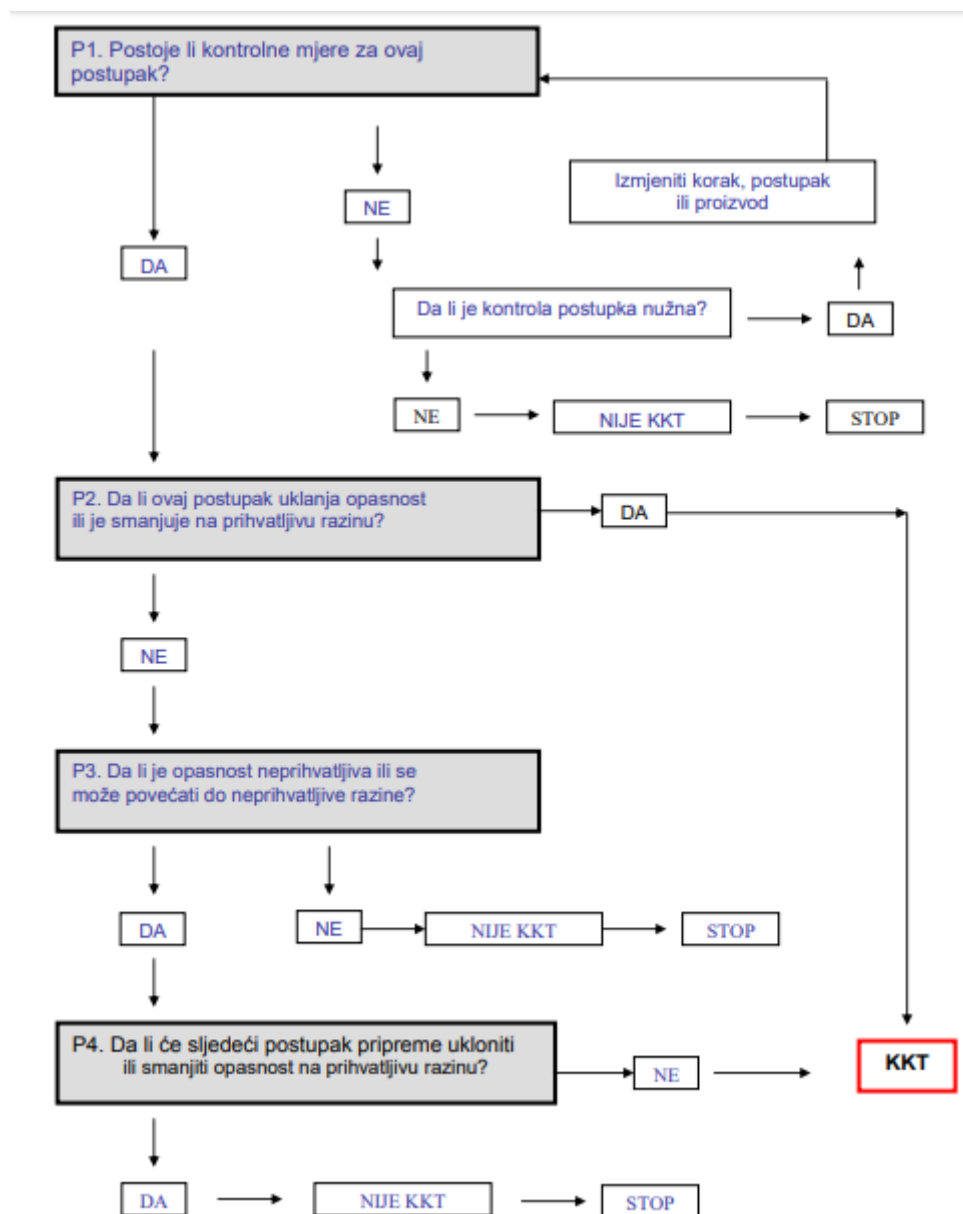 P1. Postoje li kontrolne mjere za ovaj
postupak?
Izmjeniti korak, postupak
ili proizvod
NE
DA
Da li je kontrola postupka nužna?
DA
NE
NIJE KKT
STOP
P2. Da li ovaj postupak uklanja opasnost
ili je smanjuje na prihvatljivu razinu?
DA
NE
P3. Da li je opasnost neprihvatljiva ili se
može povećati do neprihvatljive razine?
DA
NE
NIJE KKT
STOP
P4. Da li će sljedeći postupak pripreme ukloniti
ili smanjiti opasnost na prihvatljivu razinu?
NE
KKT
DA
NIJE KKT
STOP